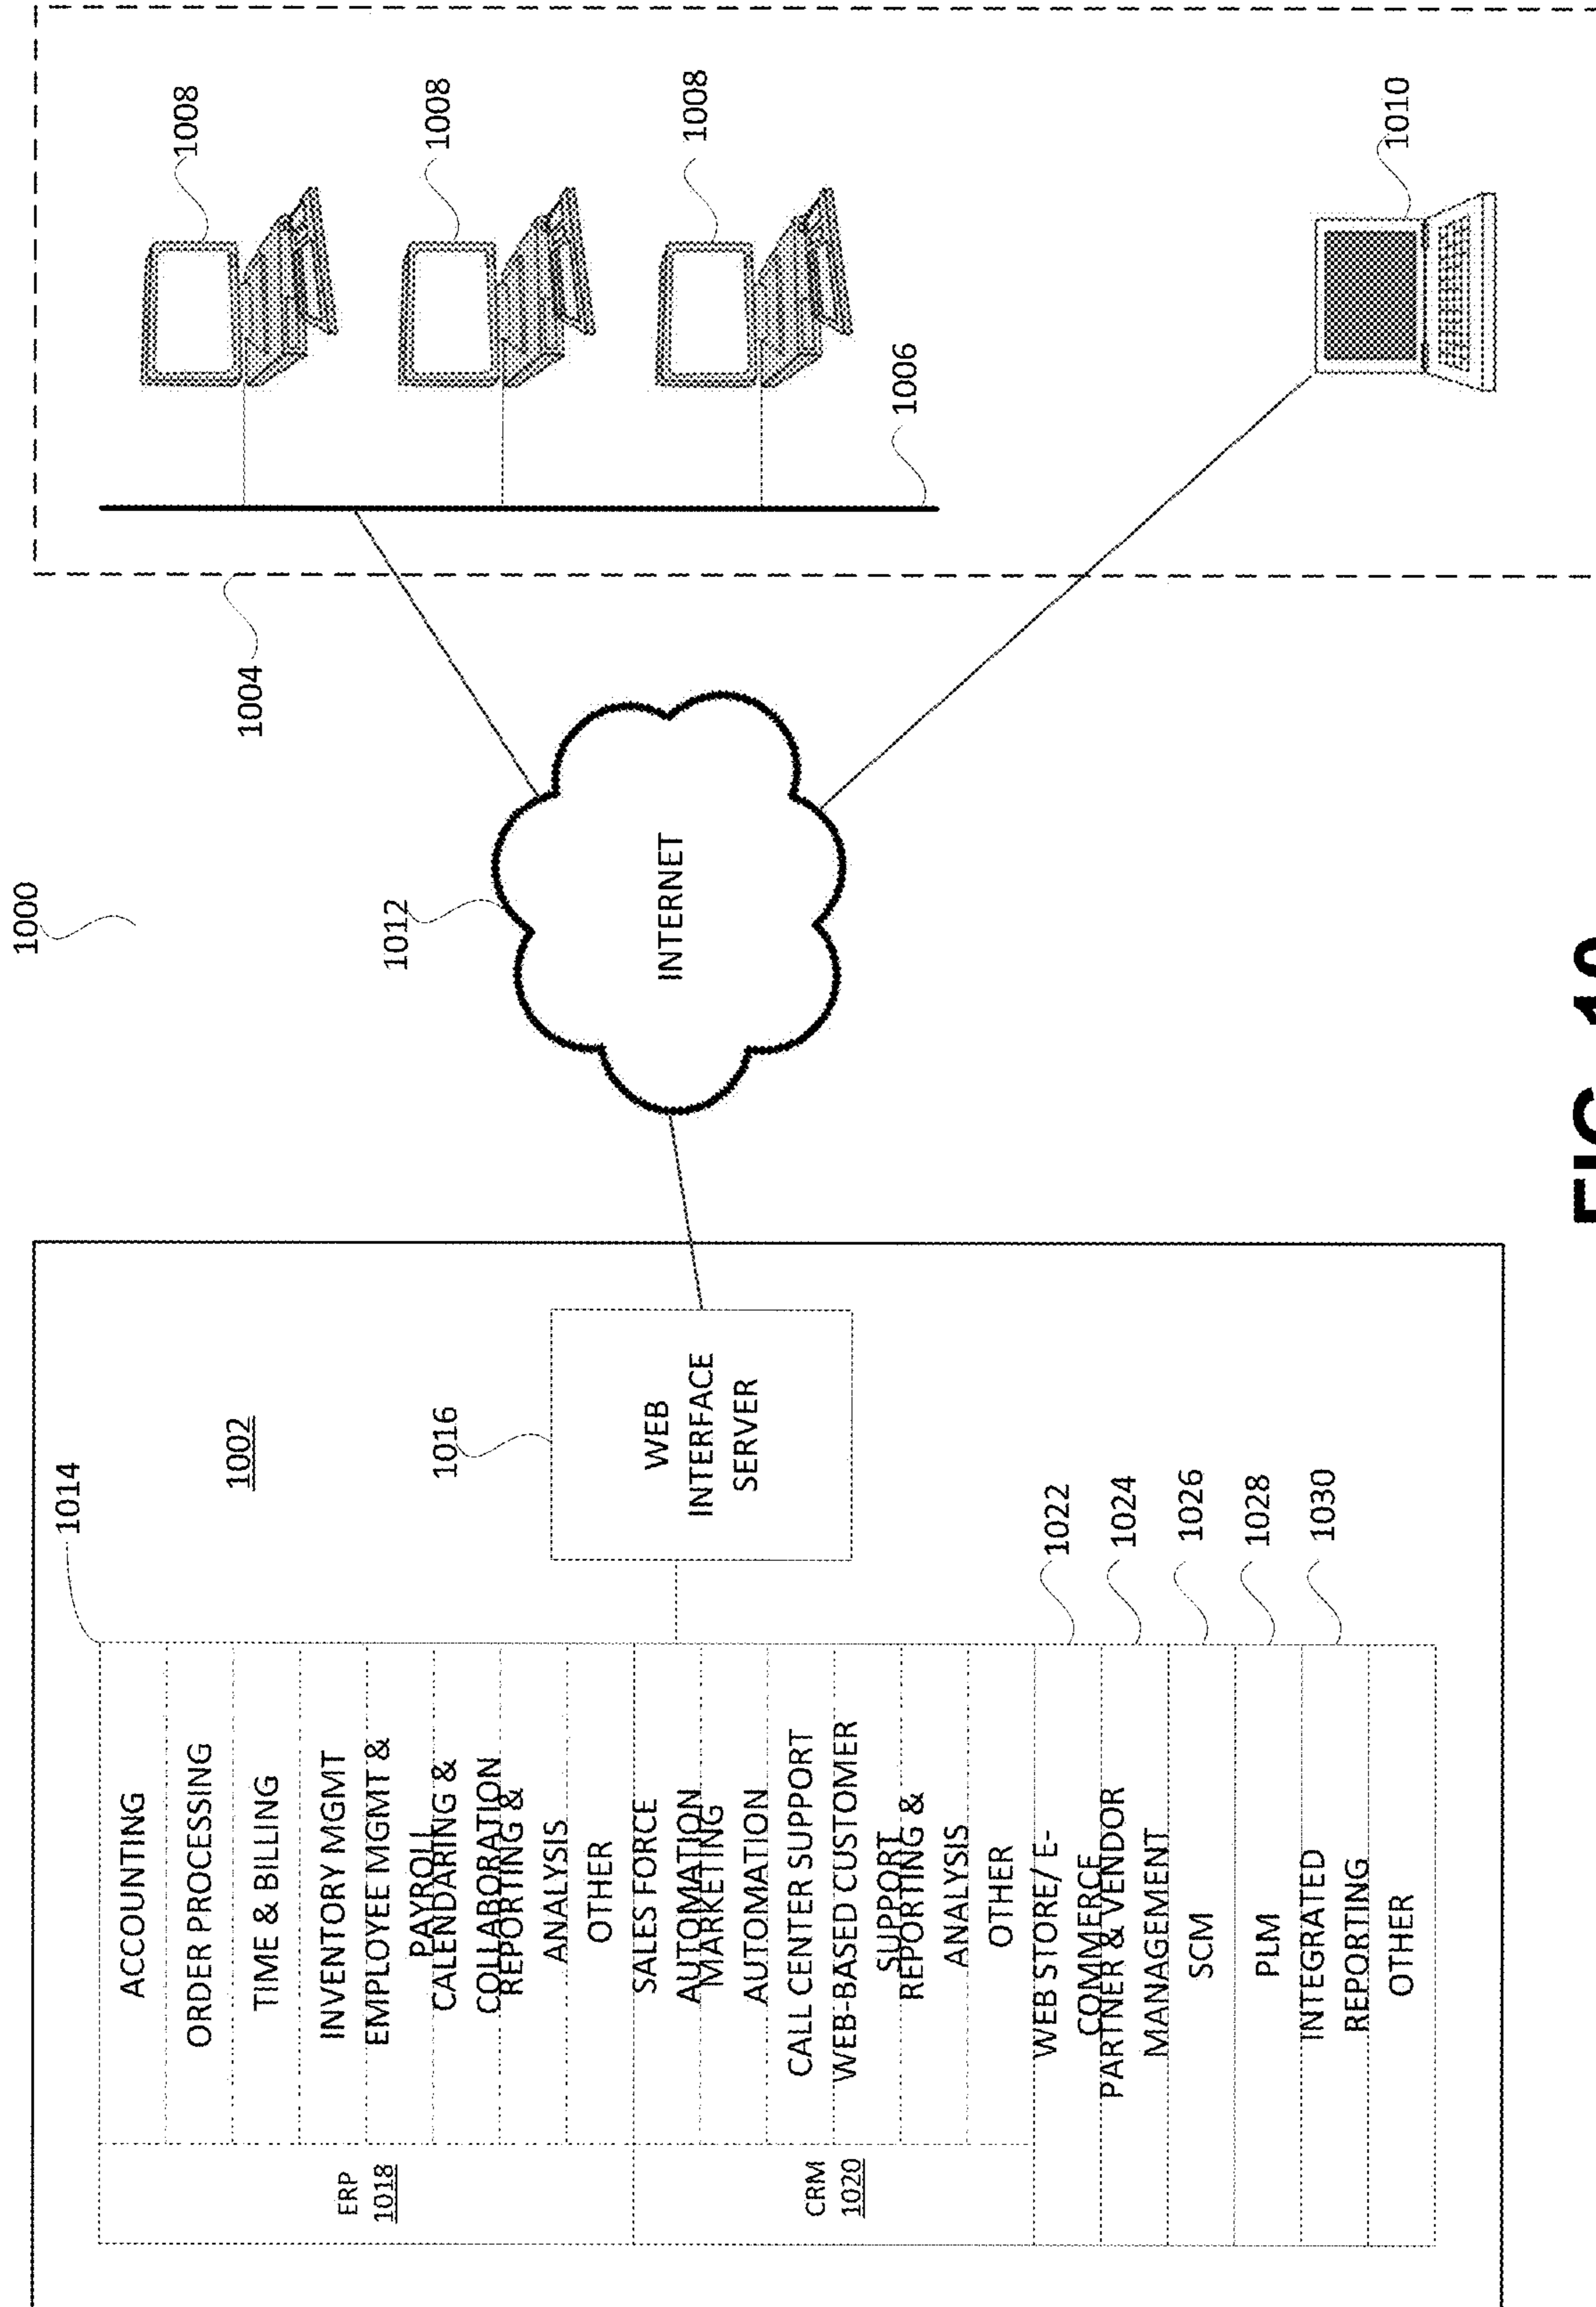 1000
1014
1002
ACCOUNTING
ORDER PROCESSING
TIME & BILLING
INVENTORY MGMT
EMPLOYEE MGMT &
PAYROLL
CALENDARING &
COLLABORATION
REPORTING &
ANALYSIS
OTHER
ERP
1018
SALES FORCE
AUTOMATION
MARKETING
AUTOMATION
CALL CENTER SUPPORT
WEB-BASED CUSTOMER
SUPPORT
REPORTING &
ANALYSIS
OTHER
CRM
1020
WEB STORE/ E-
COMMERCE
1022
PARTNER & VENDOR
MANAGEMENT
1024
SCM
1026
PLM
1028
INTEGRATED
REPORTING
1030
OTHER
1016
WEB
INTERFACE
SERVER
1012
INTERNET
1004
1008
1008
1008
1006
1010